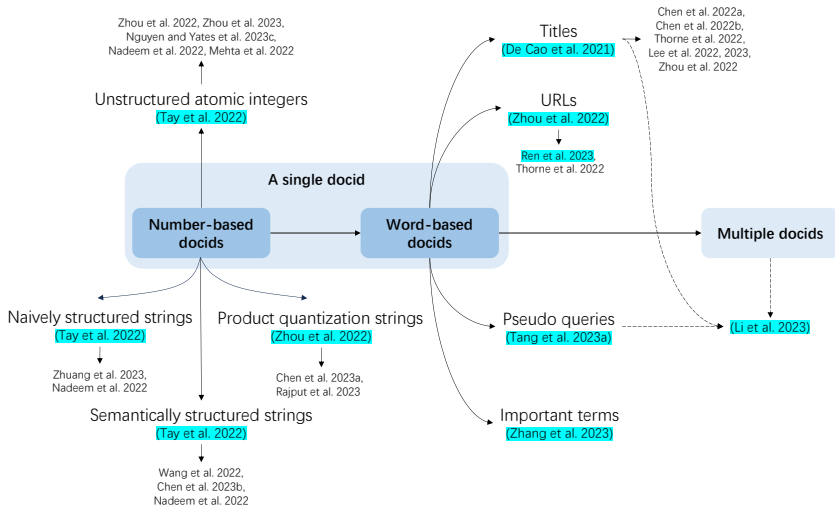 Zhou et al. 2022, Zhou et al. 2023,
Nguyen and Yates et al. 2023c,
Nadeem et al. 2022, Mehta et al. 2022
Unstructured atomic integers
(Tay et al. 2022)
Titles
(De Cao et al. 2021)
Chen et al. 2022a,
Chen et al. 2022b,
Thorne et al. 2022,
Lee et al. 2022, 2023,
Zhou et al. 2022
URLs
(Zhou et al. 2022)
Ren et al. 2023,
Thorne et al. 2022
A single docid
Number-based
docids
Word-based
docids
Multiple docids
Naively structured strings
(Tay et al. 2022)
Zhuang et al. 2023,
Nadeem et al. 2022
Product quantization strings
(Zhou et al. 2022)
Chen et al. 2023a,
Rajput et al. 2023
Semantically structured strings
(Tay et al. 2022)
Wang et al. 2022,
Chen et al. 2023b,
Nadeem et al. 2022
Pseudo queries
(Tang et al. 2023a)
(Li et al. 2023)
Important terms
(Zhang et al. 2023)